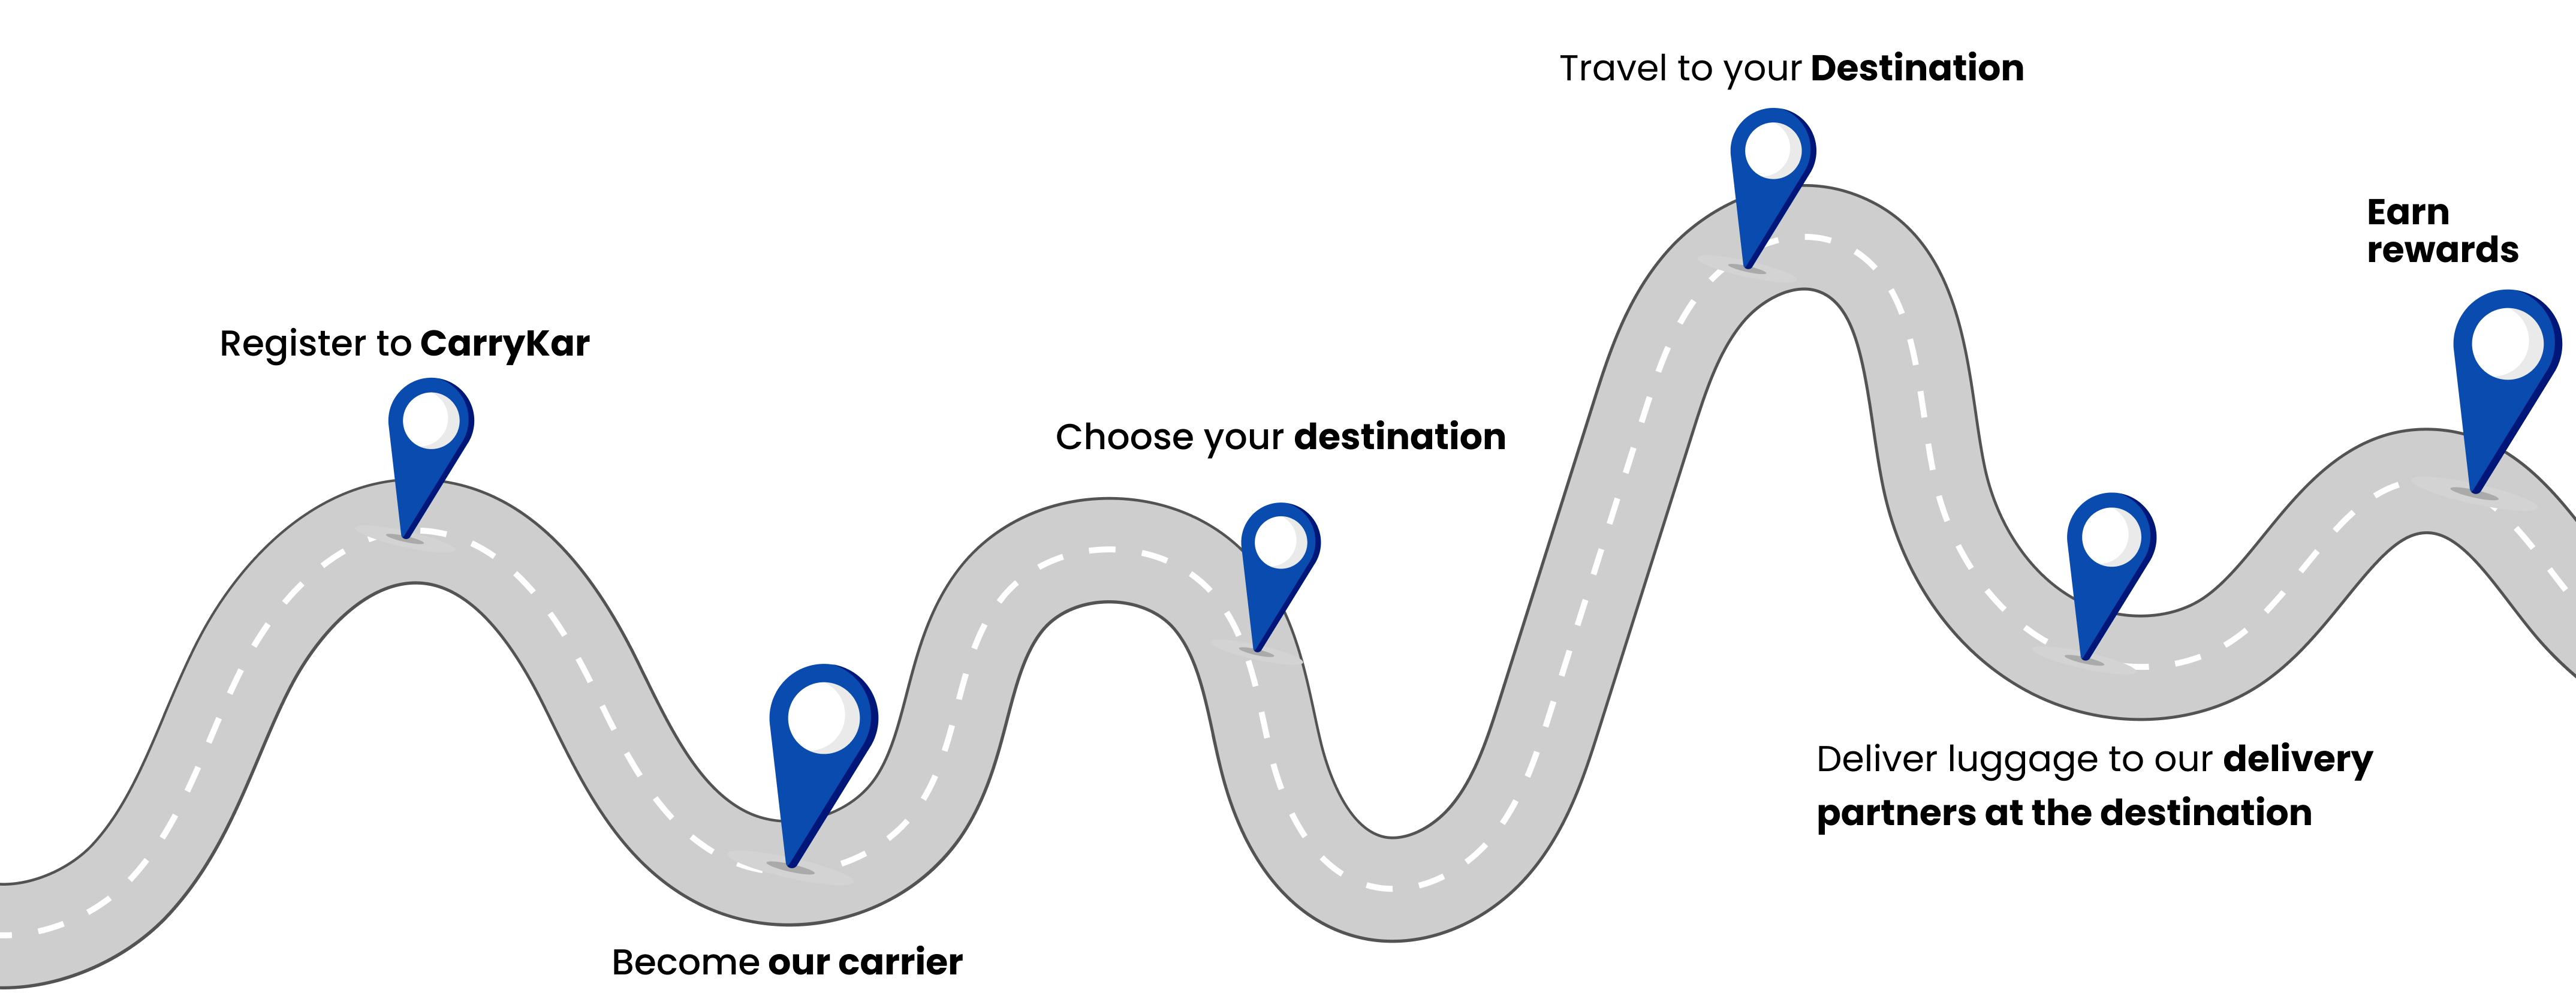 Register to CarryKar
Become our carrier
Choose your destination
Travel to your Destination
Deliver luggage to our delivery
partners at the destination
Earn
rewards